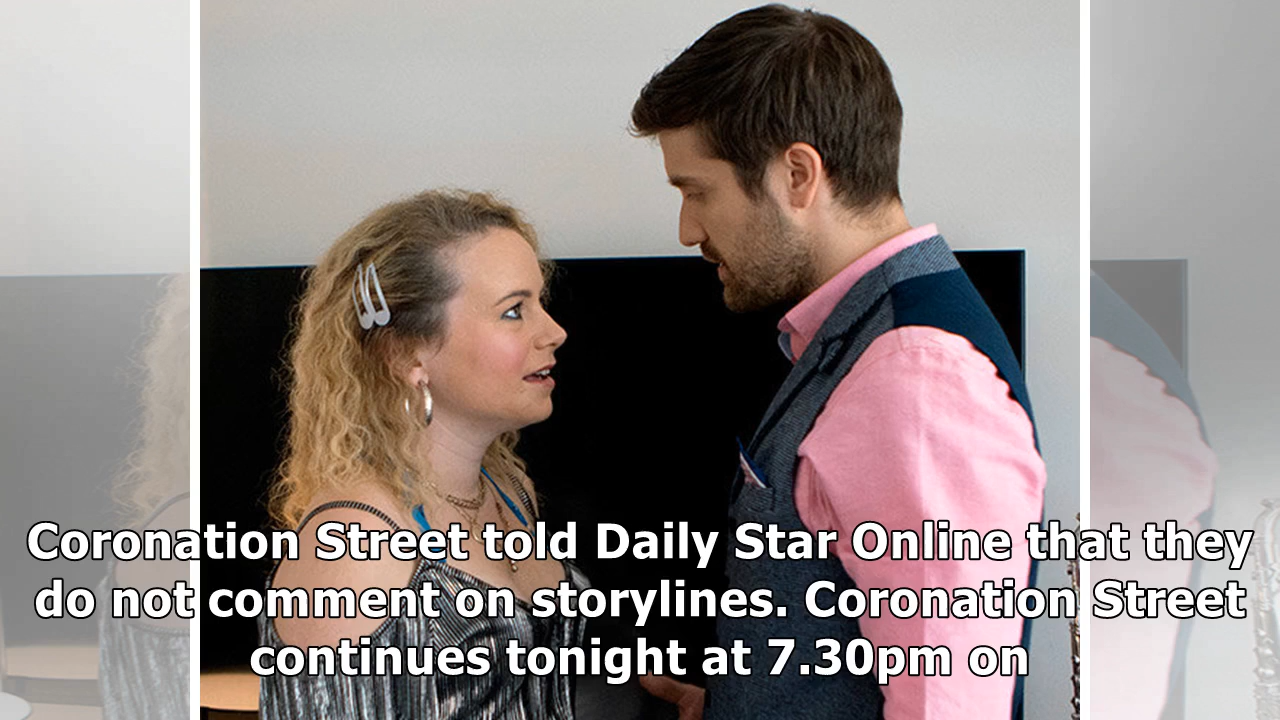 Coronation Street told Daily Star Online that they
do not comment on storylines. Coronation Street
continues tonight at 7.30pm on